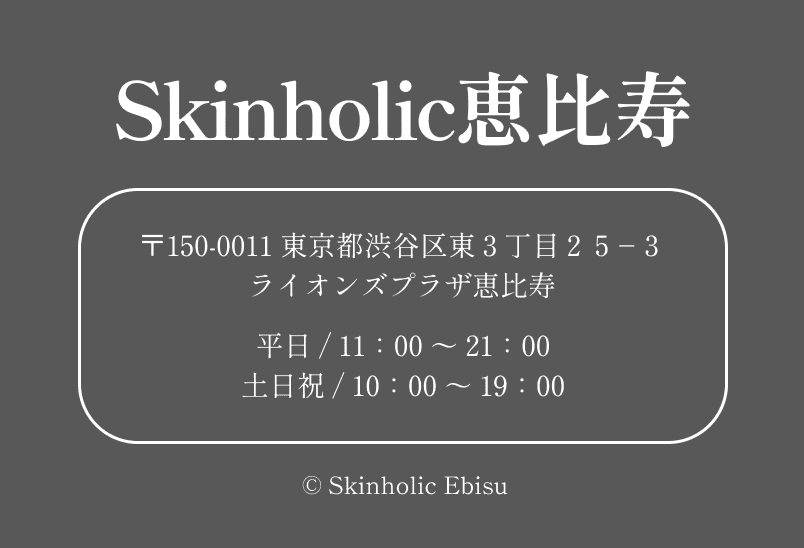 Skinholic恵比寿
〒150-0011 東京都渋谷区東３丁目２５−３
ライオンズプラザ恵比寿
平日 / 11：00 〜 21：00
土日祝 / 10：00 〜 19：00
© Skinholic Ebisu